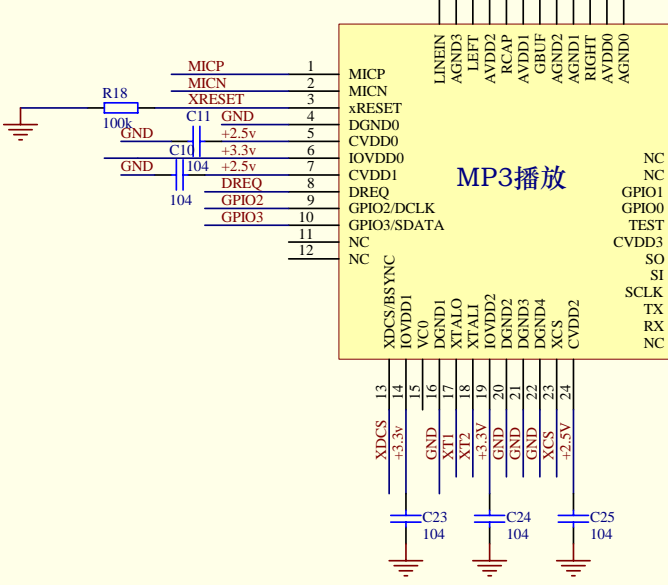 LINEIN
AGND3
LEFT
AVDD2
RCAP
AVDD1
GBUF
AGND2
AGND1
RIGHT
AVDD0
AGND0
MICP 1 MICP
MICN 2 MICN
R18 XRESET 3 xRESET
100k
C11 GND 4 DGND0
GND +2.5v 5 CVDD0
C10 +3.3v 6 IOVDD0
GND 104 +2.5v 7 CVDD1
104
DREQ 8 DREQ
GPIO2 9 GPIO2/DCLK
GPIO3 10 GPIO3/SDATA
11 NC
12 NC
MP3播放
NC
NC
GPIO1
GPIO0
TEST
CVDD3
SO
SI
SCLK
TX
RX
NC
XDCS/BSYNC
IOVDD1
VC0
DGND1
XTALO
XTALI
IOVDD2
DGND2
DGND3
DGND4
XCS
CVDD2
13
14
15
16
17
18
19
20
21
22
23
24
XDCS
+3.3v
GND
XT1
XT2
+3.3V
GND
GND
GND
XCS
+2.5V
C23
104
C24
104
C25
104